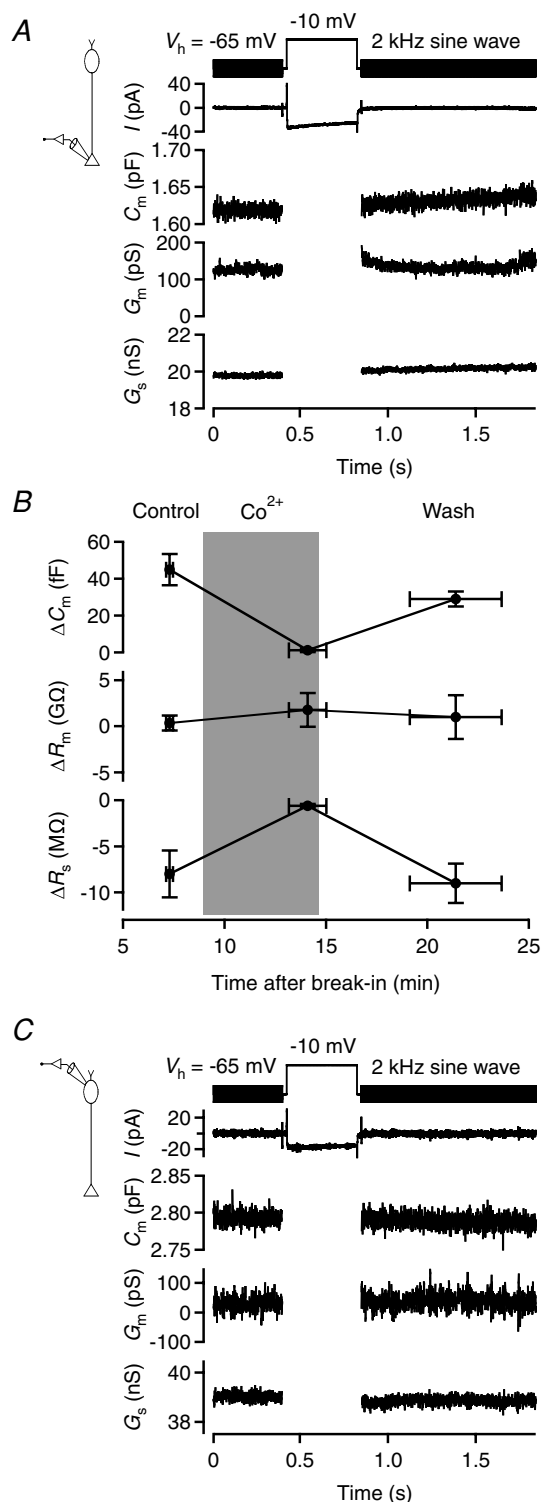 A
V_h = -65 mV
-10 mV
2 kHz sine wave
I (pA)
40
0
-40
C_m (pF)
1.70
1.65
1.60
G_m (pS)
200
100
0
G_s (nS)
22
20
18
0
0.5
1.0
1.5
Time (s)
B
Control
Co²⁺
Wash
ΔC_m (fF)
60
40
20
0
ΔR_m (GΩ)
5
0
-5
ΔR_s (MΩ)
0
-5
-10
5
10
15
20
25
Time after break-in (min)
C
V_h = -65 mV
-10 mV
2 kHz sine wave
I (pA)
20
-20
C_m (pF)
2.85
2.80
2.75
G_m (pS)
100
0
-100
G_s (nS)
40
38
0
0.5
1.0
1.5
Time (s)